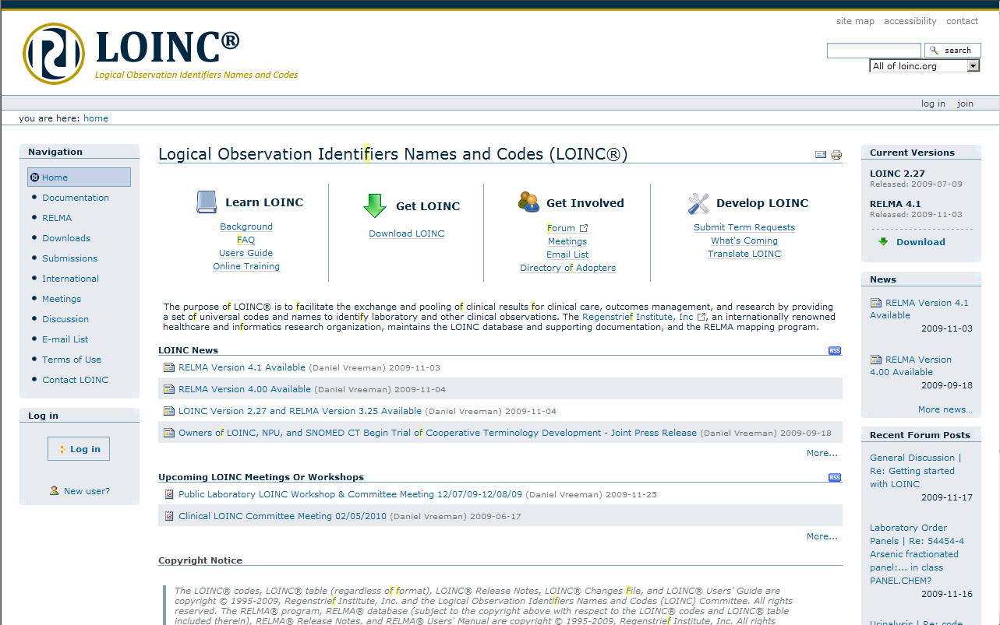 site map accessibility contact
LOINC®
Logical Observation Identifiers Names and Codes
search
All of loinc.org
log in join
you are here: home
Navigation
Home
Documentation
RELMA
Downloads
Submissions
International
Meetings
Discussion
E-mail List
Terms of Use
Contact LOINC
Log in
Log in
New user?
Logical Observation Identifiers Names and Codes (LOINC®)
Learn LOINC
Background
FAQ
Users Guide
Online Training
Get LOINC
Download LOINC
Get Involved
Forum
Meetings
Email List
Directory of Adopters
Develop LOINC
Submit Term Requests
What's Coming
Translate LOINC
The purpose of LOINC® is to facilitate the exchange and pooling of clinical results for clinical care, outcomes management, and research by providing
a set of universal codes and names to identify laboratory and other clinical observations. The Regenstrief Institute, Inc , an internationally renowned
healthcare and informatics research organization, maintains the LOINC database and supporting documentation, and the RELMA mapping program.
LOINC News
RSS
RELMA Version 4.1 Available (Daniel Vreeman) 2009-11-03
RELMA Version 4.00 Available (Daniel Vreeman) 2009-11-04
LOINC Version 2.27 and RELMA Version 3.25 Available (Daniel Vreeman) 2009-11-04
Owners of LOINC, NPU, and SNOMED CT Begin Trial of Cooperative Terminology Development - Joint Press Release (Daniel Vreeman) 2009-09-18
More...
Upcoming LOINC Meetings Or Workshops
RSS
Public Laboratory LOINC Workshop & Committee Meeting 12/07/09-12/08/09 (Daniel Vreeman) 2009-11-25
Clinical LOINC Committee Meeting 02/05/2010 (Daniel Vreeman) 2009-06-17
More...
Copyright Notice
The LOINC® codes, LOINC® table (regardless of format), LOINC® Release Notes, LOINC® Changes File, and LOINC® Users' Guide are
copyright © 1995-2009, Regenstrief Institute, Inc. and the Logical Observation Identifiers Names and Codes (LOINC) Committee. All rights
reserved. The RELMA® program, RELMA® database (subject to the copyright above with respect to the LOINC® codes and LOINC® table
included therein), RELMA® Release Notes, and RELMA® Users' Manual are copyright © 1995-2009, Regenstrief Institute, Inc. All rights
Current Versions
LOINC 2.27
Released: 2009-07-09
RELMA 4.1
Released: 2009-11-03
Download
News
RELMA Version 4.1
Available
2009-11-03
RELMA Version
4.00 Available
2009-09-18
More news...
Recent Forum Posts
General Discussion |
Re: Getting started
with LOINC
2009-11-17
Laboratory Order
Panels | Re: 54454-4
Arsenic fractionated
panel:... in class
PANEL.CHEM?
2009-11-16
Urinalysis | Re: code